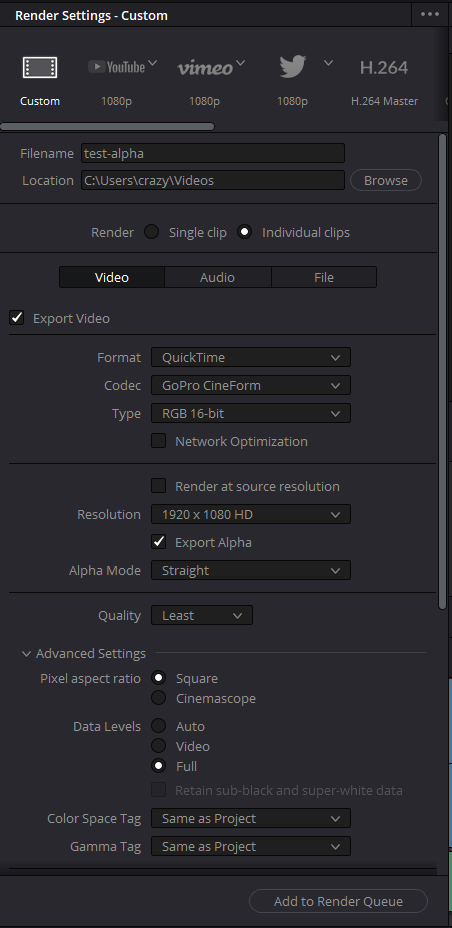 Render Settings - Custom
YouTube
vimeo
H.264
Custom
1080p
1080p
1080p
H.264 Master
Filename test-alpha
Location C:\Users\crazy\Videos Browse
Render Single clip Individual clips
Video Audio File
Export Video
Format QuickTime
Codec GoPro CineForm
Type RGB 16-bit
Network Optimization
Render at source resolution
Resolution 1920 x 1080 HD
Export Alpha
Alpha Mode Straight
Quality Least
Advanced Settings
Pixel aspect ratio Square
Cinemascope
Data Levels Auto
Video
Full
Retain sub-black and super-white data
Color Space Tag Same as Project
Gamma Tag Same as Project
Add to Render Queue